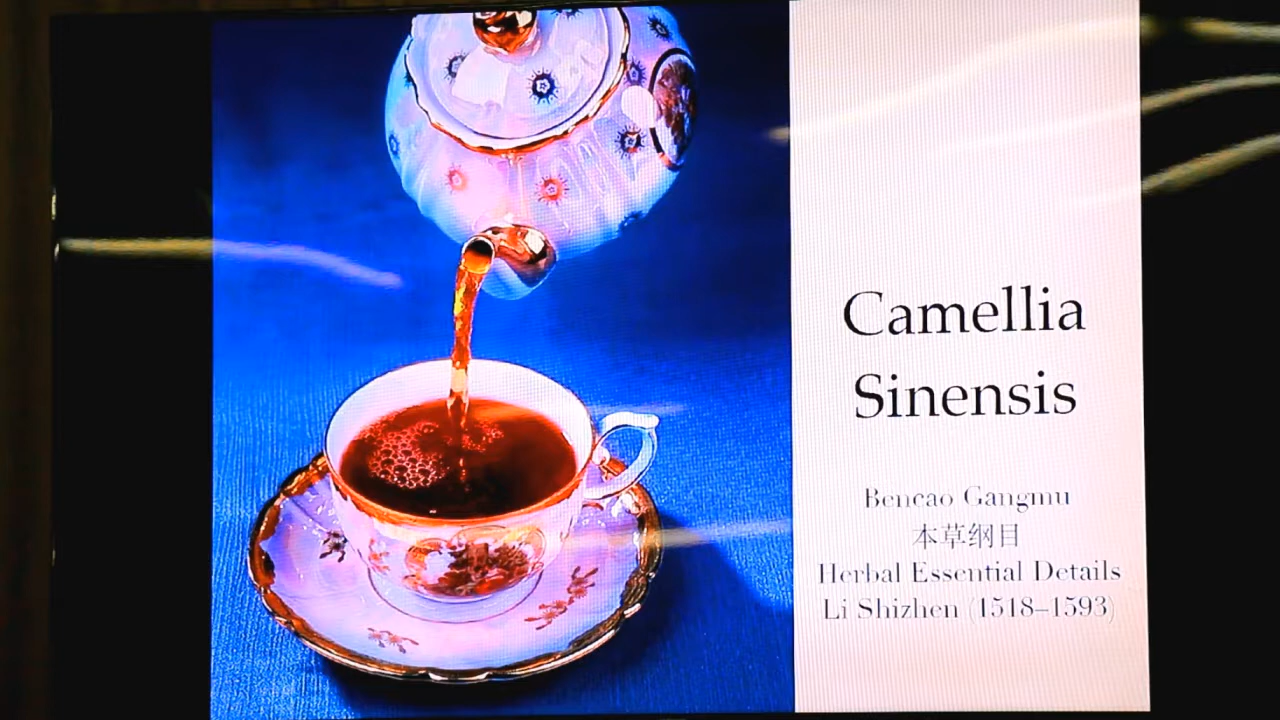 Camellia
Sinensis
Bencao Gangmu
本草纲目
Herbal Essential Details
Li Shizhen (1518–1593)